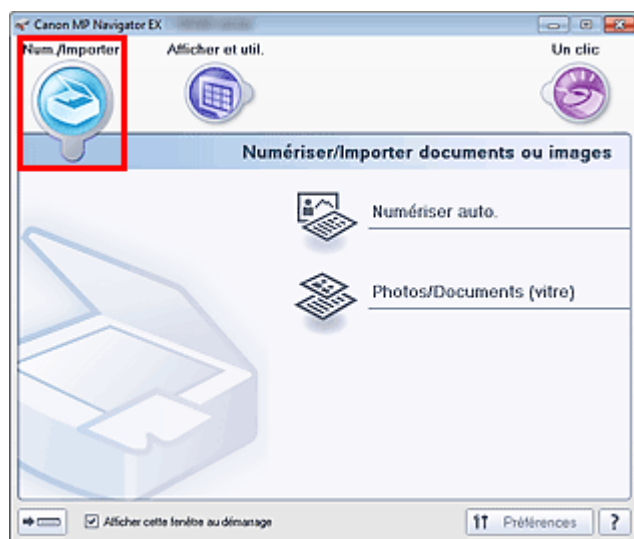 Canon MP Navigator EX
Num./Importer
Afficher et util.
Un clic
Numériser/Importer documents ou images
Numériser auto.
Photos/Documents (vitre)
Afficher cette fenêtre au démarrage
Préférences
?